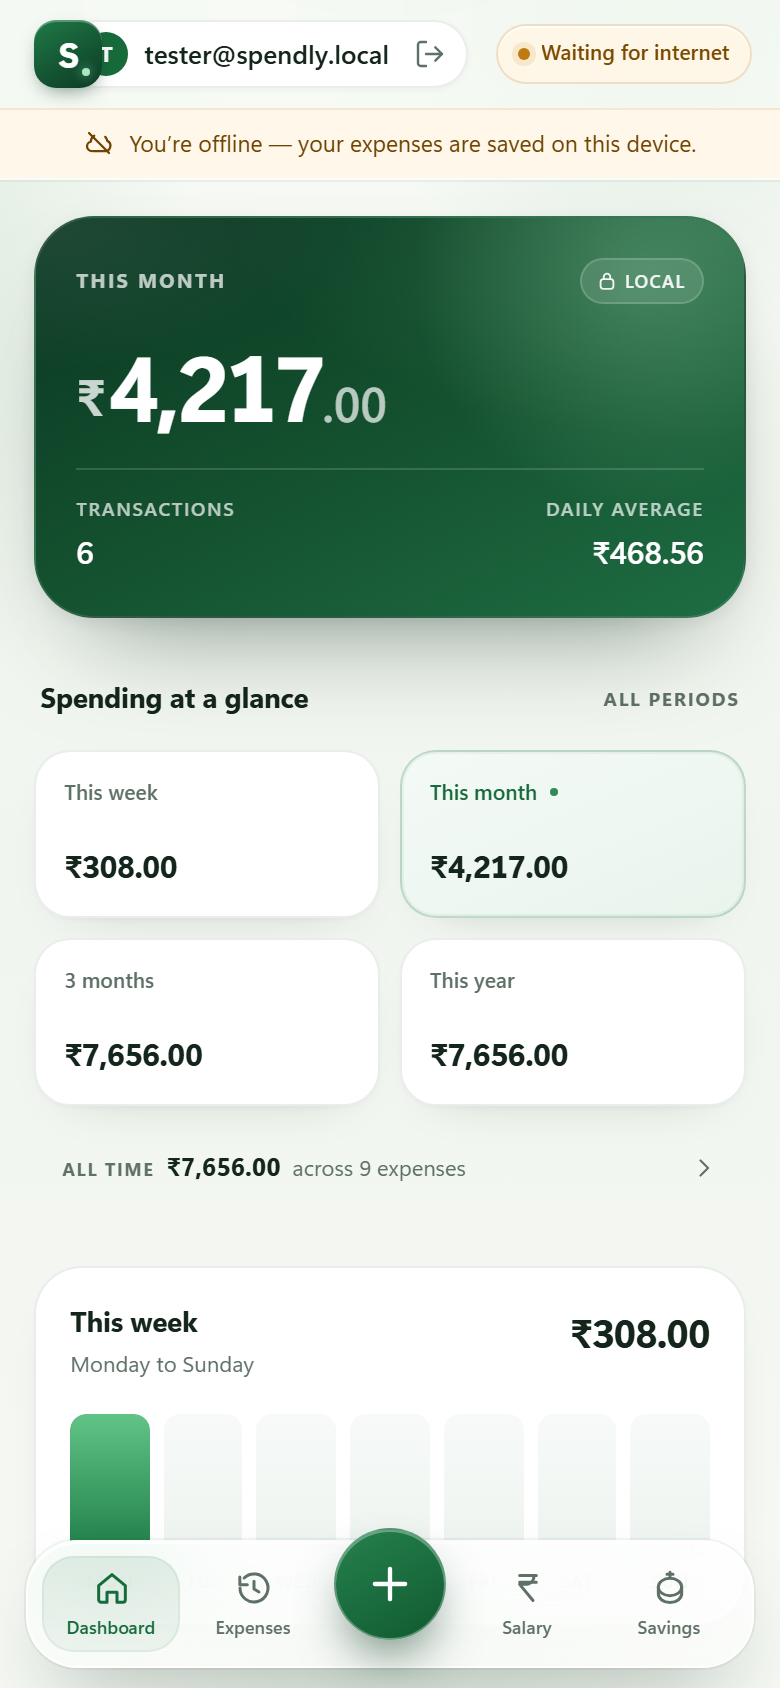 S. T tester@spendly.local Waiting for internet
You're offline — your expenses are saved on this device.
THIS MONTH LOCAL
₹4,217.00
TRANSACTIONS DAILY AVERAGE
6 ₹468.56
Spending at a glance ALL PERIODS
This week This month
₹308.00 ₹4,217.00
3 months This year
₹7,656.00 ₹7,656.00
ALL TIME ₹7,656.00 across 9 expenses
This week ₹308.00
Monday to Sunday
Dashboard Expenses + ₹ Salary Savings